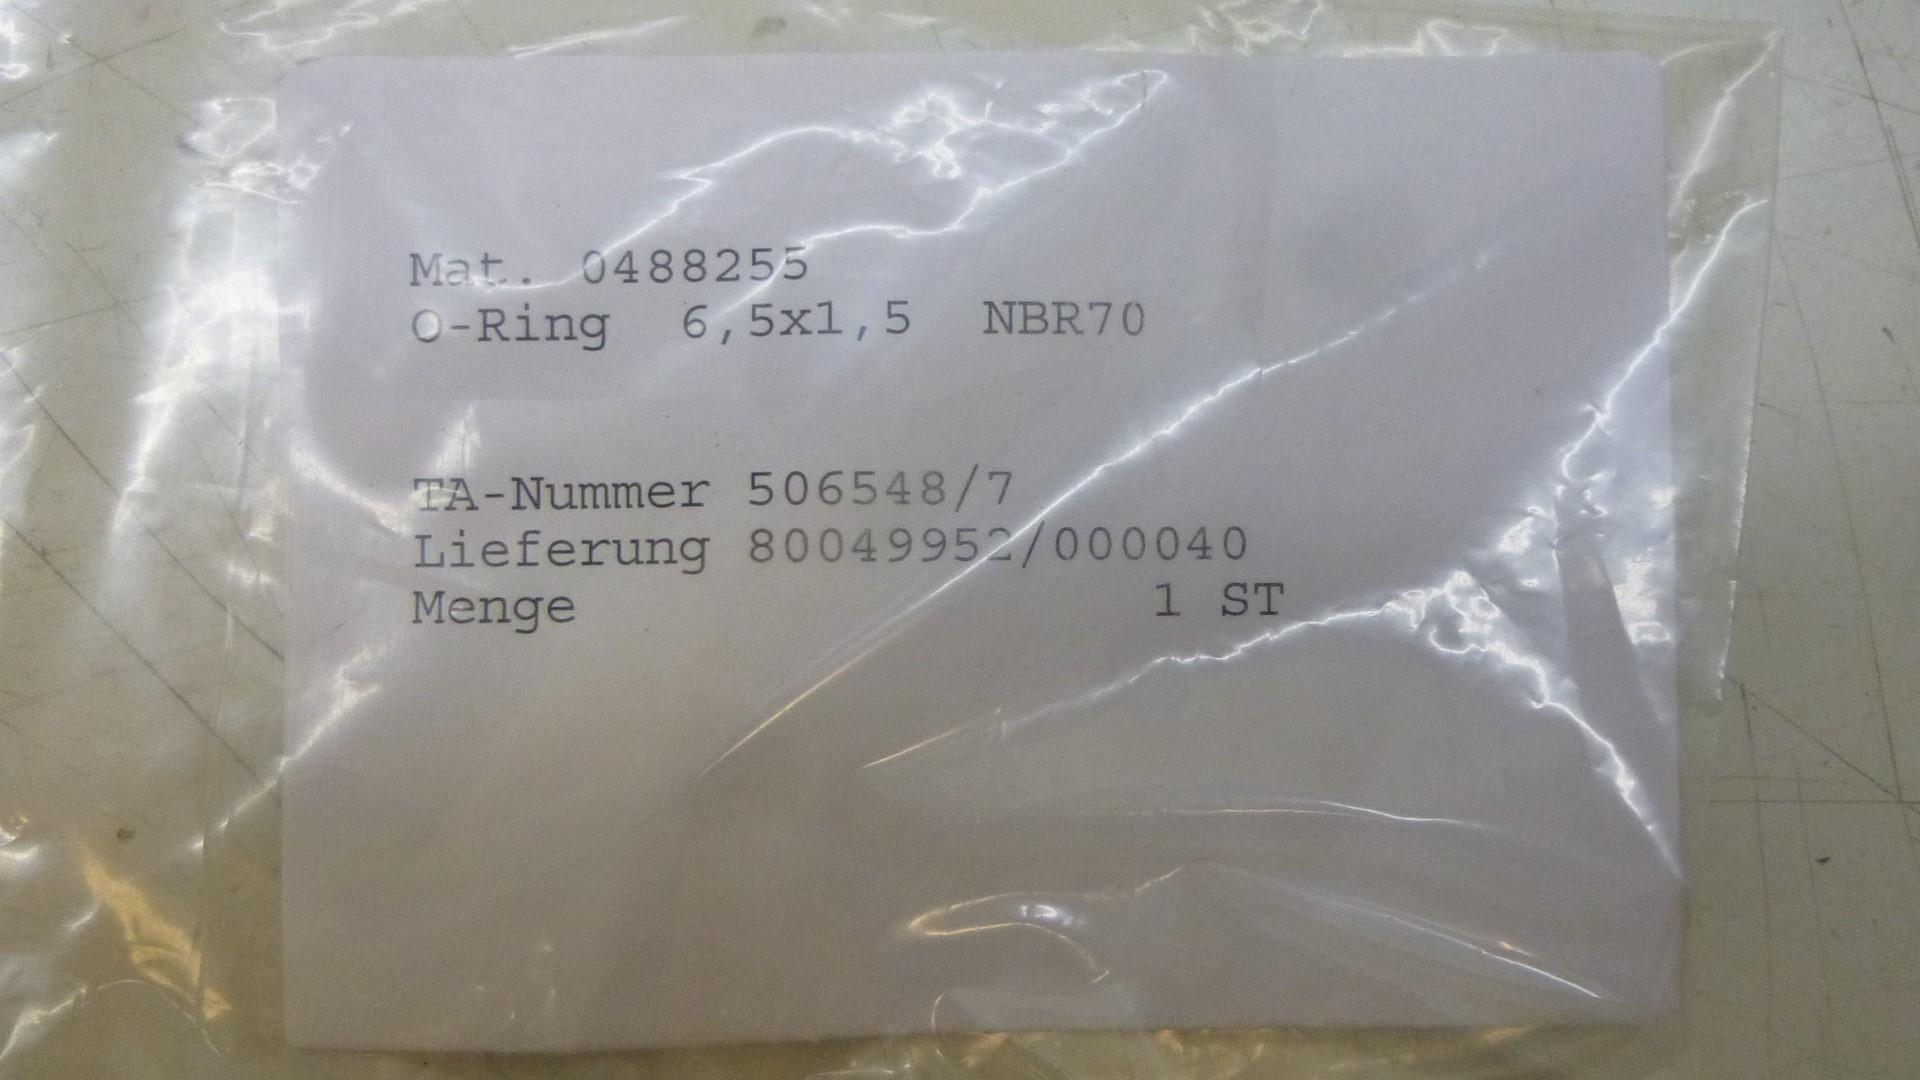 Mat. 0488255
O-Ring  6,5x1,5  NBR70
TA-Nummer 506548/7
Lieferung 80049952/000040
Menge 1 ST